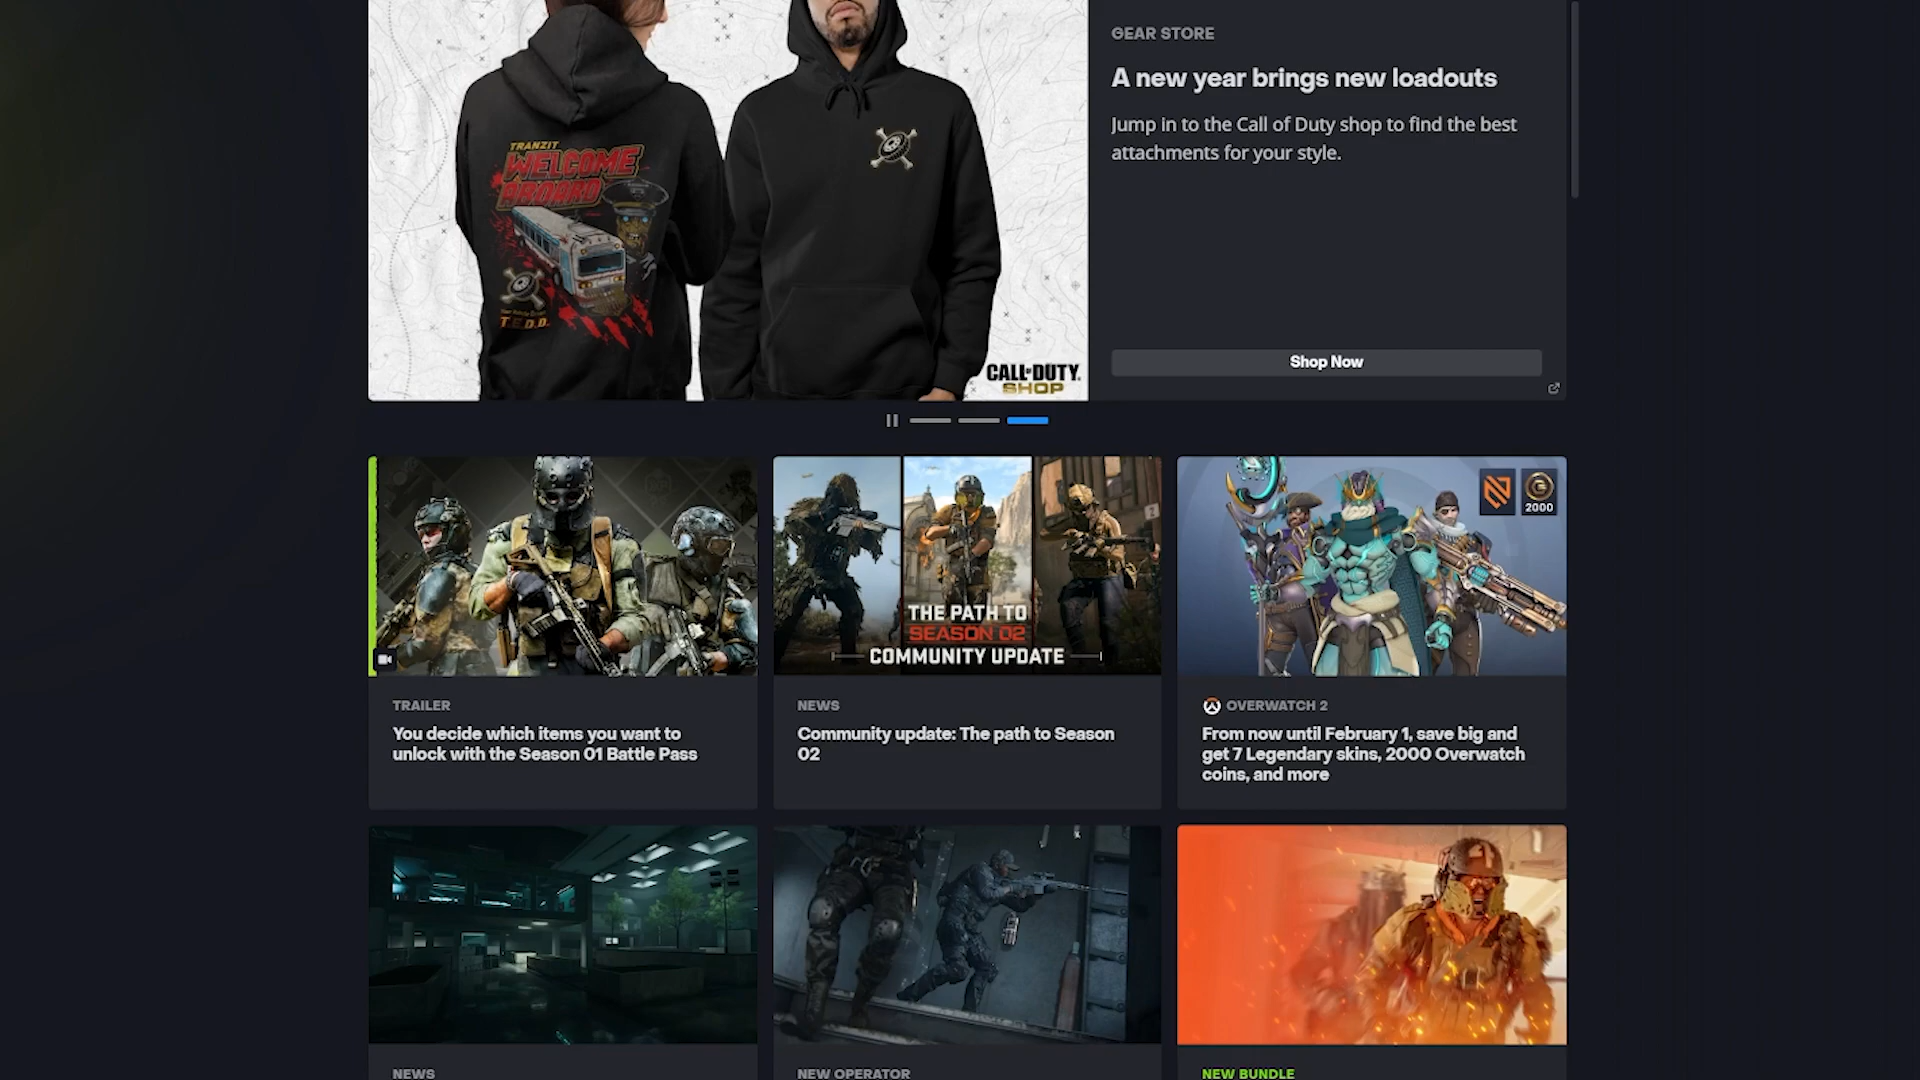 GEAR STORE
A new year brings new loadouts
Jump in to the Call of Duty shop to find the best
attachments for your style.
TRANZIT
WELCOME
ABOARD
T.E.D.D.
CALL OF DUTY
SHOP
Shop Now
THE PATH TO
SEASON 02
COMMUNITY UPDATE
2000
TRAILER
You decide which items you want to
unlock with the Season 01 Battle Pass
NEWS
Community update: The path to Season
02
OVERWATCH 2
From now until February 1, save big and
get 7 Legendary skins, 2000 Overwatch
coins, and more
NEWS
NEW OPERATOR
NEW BUNDLE